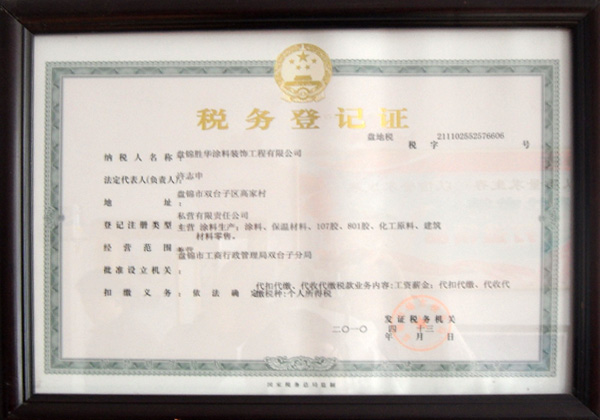 税务登记证
盘地税
税 字 211102552576606 号
纳税人名称 盘锦胜华涂料装饰工程有限公司
法定代表人(负责人) 许志申
地 址: 盘锦市双台子区高家村
登记注册类型 私营有限责任公司
经营范围 主营 涂料生产;涂料、保温材料、107胶、801胶、化工原料、建筑
材料零售。
批准设立机关: 盘锦市工商行政管理局双台子分局
扣缴义务: 依法确定 代扣代缴、代收代缴税款业务内容:工资薪金;代扣代缴、代收代
缴税种:个人所得税
发证税务机关
二〇一〇年 四月 十三日
国家税务总局监制